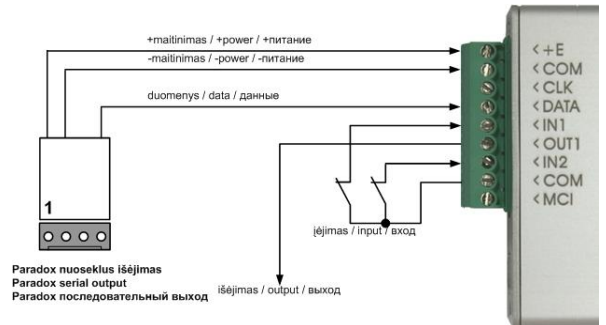 +maitinimas / +power / +питание
-maitinimas / -power / -питание
duomenys / data / данные
<+E
<COM
<CLK
<DATA
<IN1
<OUT1
<IN2
<COM
<MCI
1
įėjimas / input / вход
Paradox nuoseklus išėjimas
Paradox serial output
Paradox последовательный выход
išėjimas / output / выход